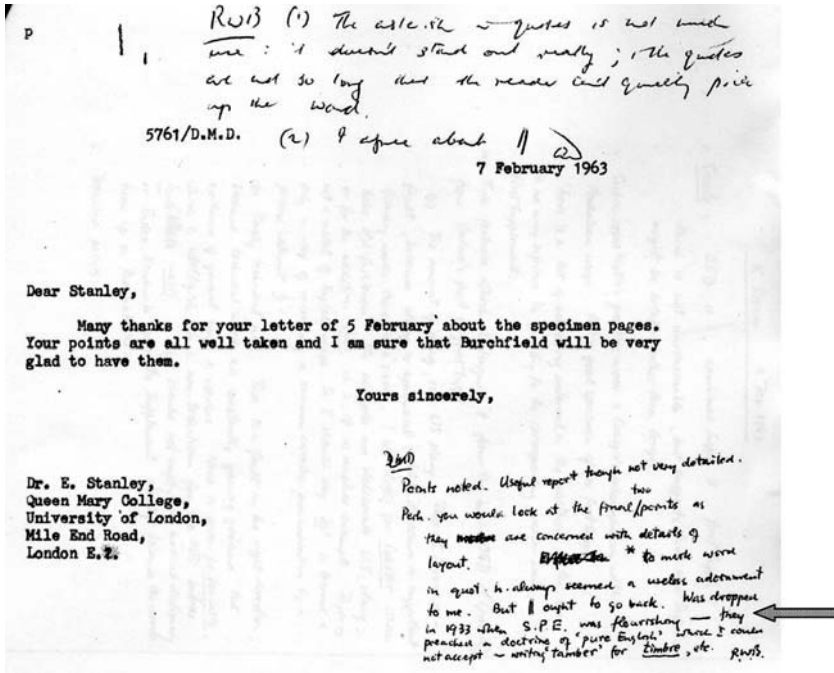 P
RWB (1) The asterisk in quotes is not much
use: it doesn't stand out really; & the quotes
are not so long that the reader can't quickly pick
up the word.
5761/D.M.D. (2) I agree about ||
7 February 1963
Dear Stanley,
Many thanks for your letter of 5 February about the specimen pages.
Your points are all well taken and I am sure that Burchfield will be very
glad to have them.
Yours sincerely,
Dr. E. Stanley,
Queen Mary College,
University of London,
Mile End Road,
London E.
DMD
Points noted. Useful report though not very detailed.
Perh. you would look at the final two points as
they are concerned with details of
layout. * to mark word
in quot. h. always seemed a useless adornment
to me. But || ought to go back. Was dropped
in 1933 when S.P.E. was flourishing — they
preached a doctrine of 'pure English' which I could
not accept – writing 'tamber' for timbre, etc. RWB.